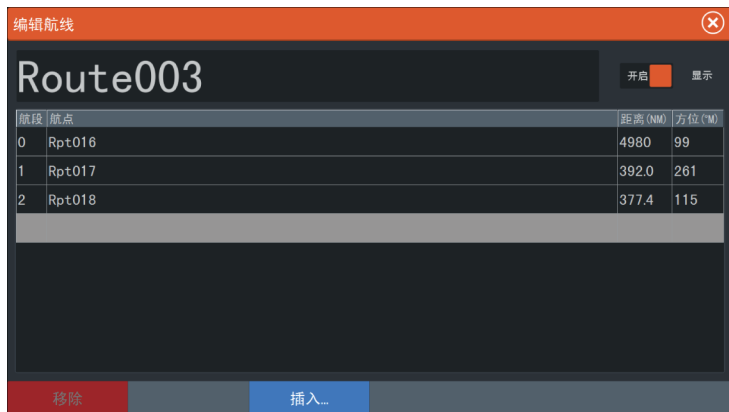 编辑航线
Route003 开启 显示
航段 航点 距离(NM) 方位(°M)
0 Rpt016 4980 99
1 Rpt017 392.0 261
2 Rpt018 377.4 115
移除 插入…